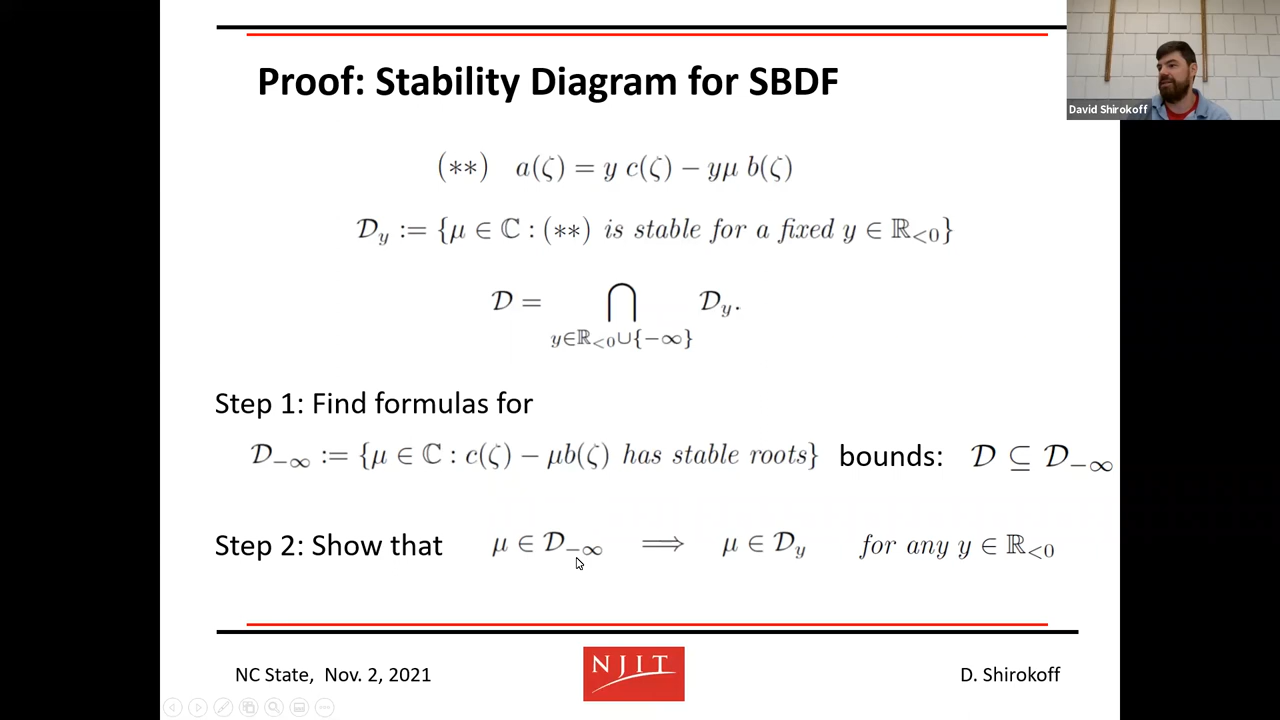 Proof: Stability Diagram for SBDF
David Shirokoff
(∗∗) a(ζ) = y c(ζ) − yμ b(ζ)
𝒟_y := {μ ∈ ℂ : (∗∗) is stable for a fixed y ∈ ℝ_{<0}}
𝒟 = ⋂_{y∈ℝ_{<0}∪{−∞}} 𝒟_y.
Step 1: Find formulas for
𝒟_{−∞} := {μ ∈ ℂ : c(ζ) − μb(ζ) has stable roots} bounds: 𝒟 ⊆ 𝒟_{−∞}
Step 2: Show that μ ∈ 𝒟_{−∞} ⟹ μ ∈ 𝒟_y for any y ∈ ℝ_{<0}
NC State, Nov. 2, 2021
NJIT
D. Shirokoff